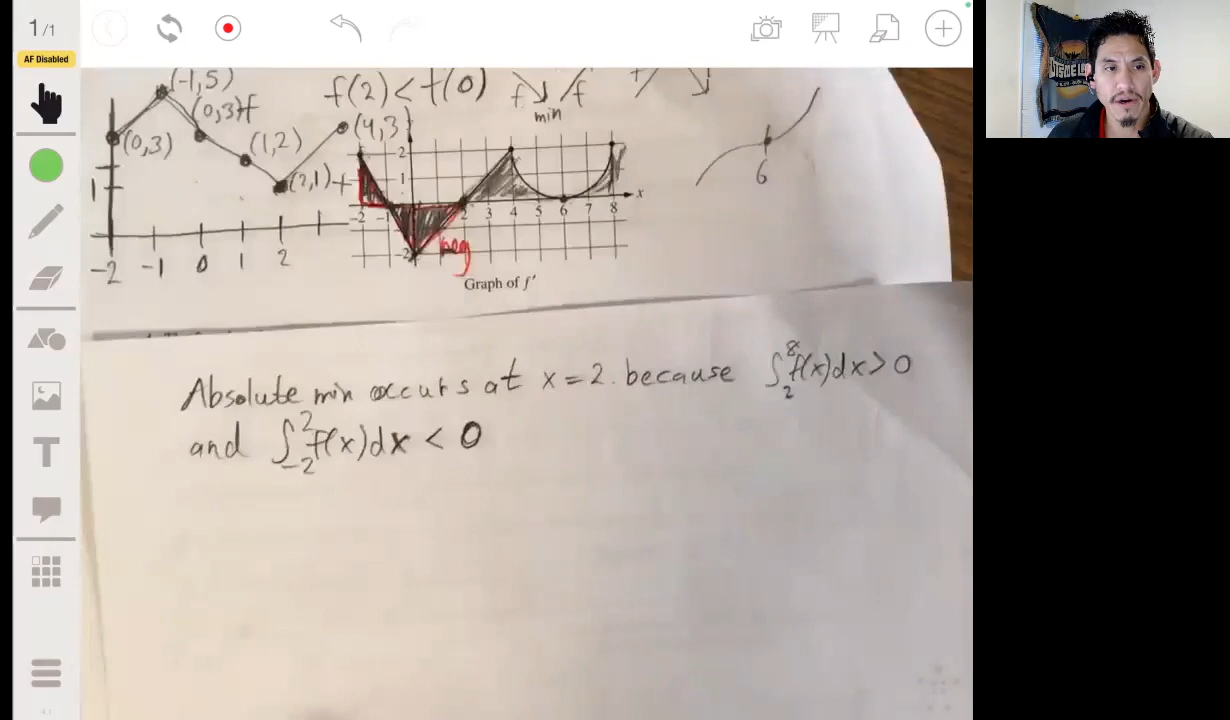 1/1
AF Disabled
(-1,5)
f(2) < f(0)
f ↘ ↗ f
min
(0,3)
(0,3) f
(1,2)
(2,1)
(4,3)
+
1
-2 -1 0 1 2
2
1
-2 -1 2 3 4 5 6 7 8 x
-2
neg
Graph of f'
6
Absolute min occurs at x = 2. because ∫₂⁸ f(x)dx > 0
and ∫₋₂² f(x)dx < 0
T